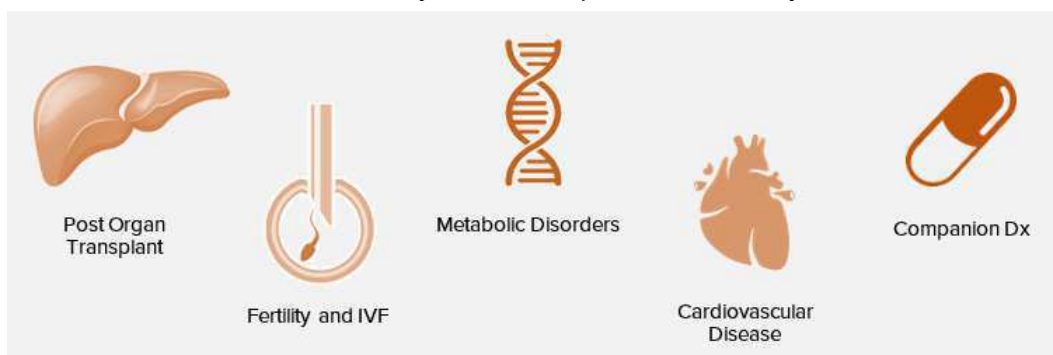 Post Organ
Transplant
Fertility and IVF
Metabolic Disorders
Cardiovascular
Disease
Companion Dx